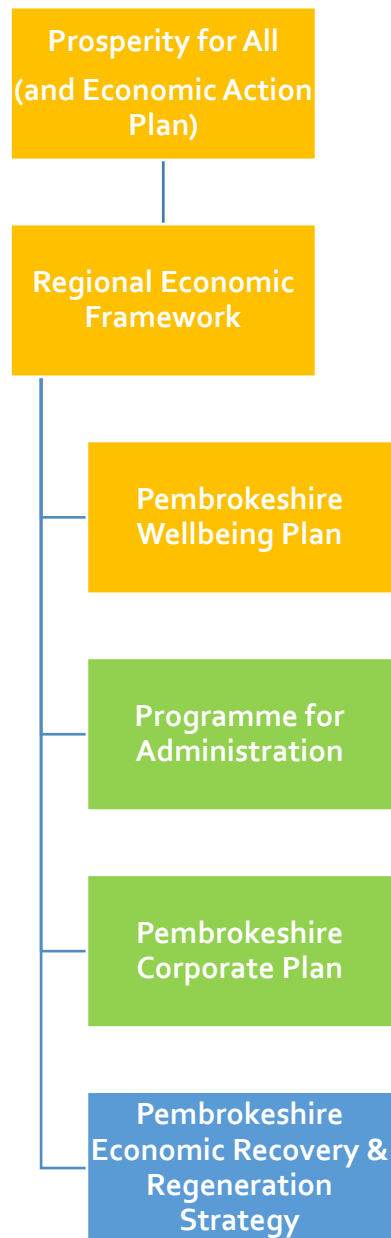 Prosperity for All
(and Economic Action
Plan)
Regional Economic
Framework
Pembrokeshire
Wellbeing Plan
Programme for
Administration
Pembrokeshire
Corporate Plan
Pembrokeshire
Economic Recovery &
Regeneration
Strategy